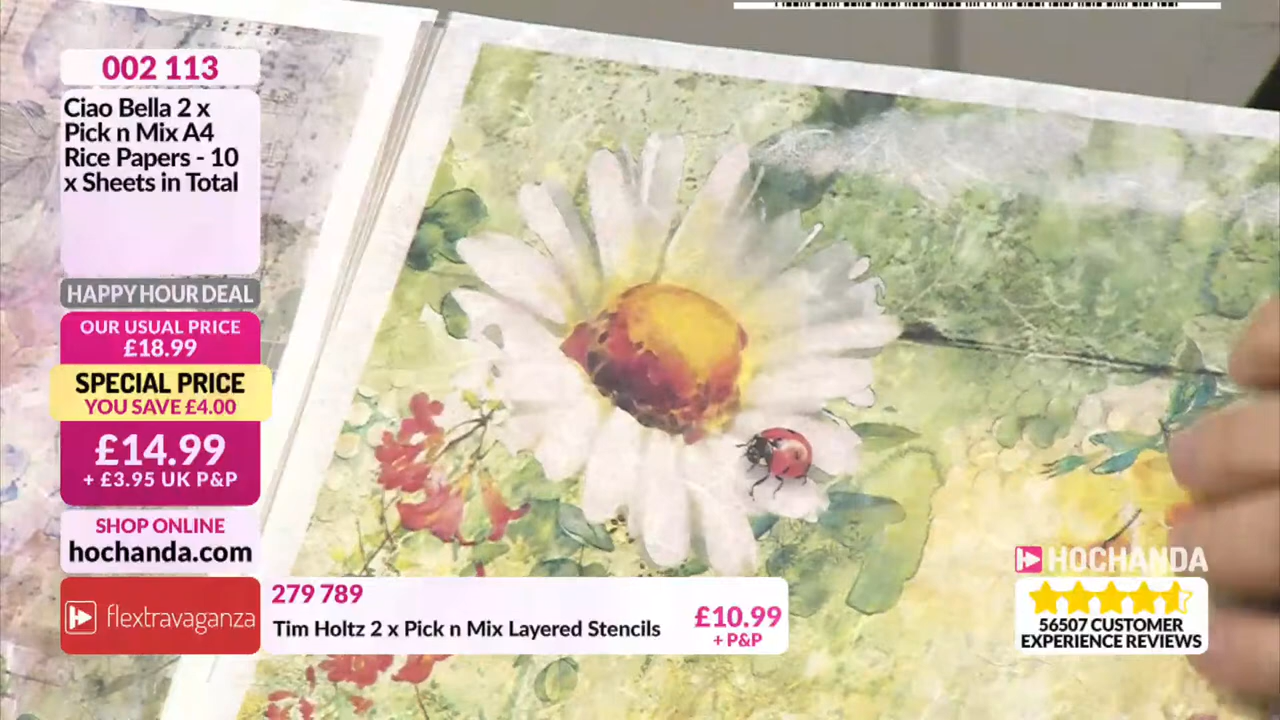 002 113
Ciao Bella 2 x
Pick n Mix A4
Rice Papers - 10
x Sheets in Total
HAPPY HOUR DEAL
OUR USUAL PRICE
£18.99
SPECIAL PRICE
YOU SAVE £4.00
£14.99
+ £3.95 UK P&P
SHOP ONLINE
hochanda.com
flextravaganza
279 789
Tim Holtz 2 x Pick n Mix Layered Stencils
£10.99
+ P&P
HOCHANDA
56507 CUSTOMER
EXPERIENCE REVIEWS